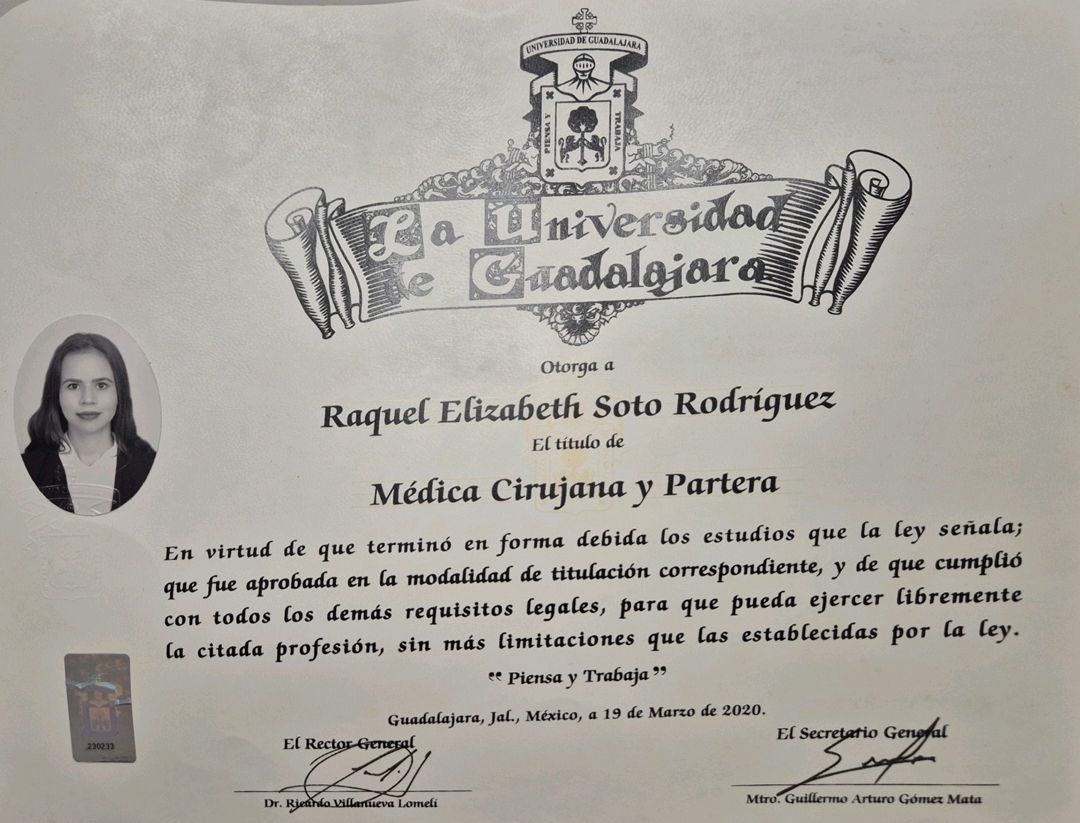 UNIVERSIDAD DE GUADALAJARA
PIENSA Y
TRABAJA
La Universidad
de Guadalajara
Otorga a
Raquel Elizabeth Soto Rodríguez
El título de
Médica Cirujana y Partera
En virtud de que terminó en forma debida los estudios que la ley señala;
que fue aprobada en la modalidad de titulación correspondiente, y de que cumplió
con todos los demás requisitos legales, para que pueda ejercer libremente
la citada profesión, sin más limitaciones que las establecidas por la ley.
“ Piensa y Trabaja ”
Guadalajara, Jal., México, a 19 de Marzo de 2020.
El Rector General
El Secretario General
Dr. Ricardo Villanueva Lomelí
Mtro. Guillermo Arturo Gómez Mata
230233